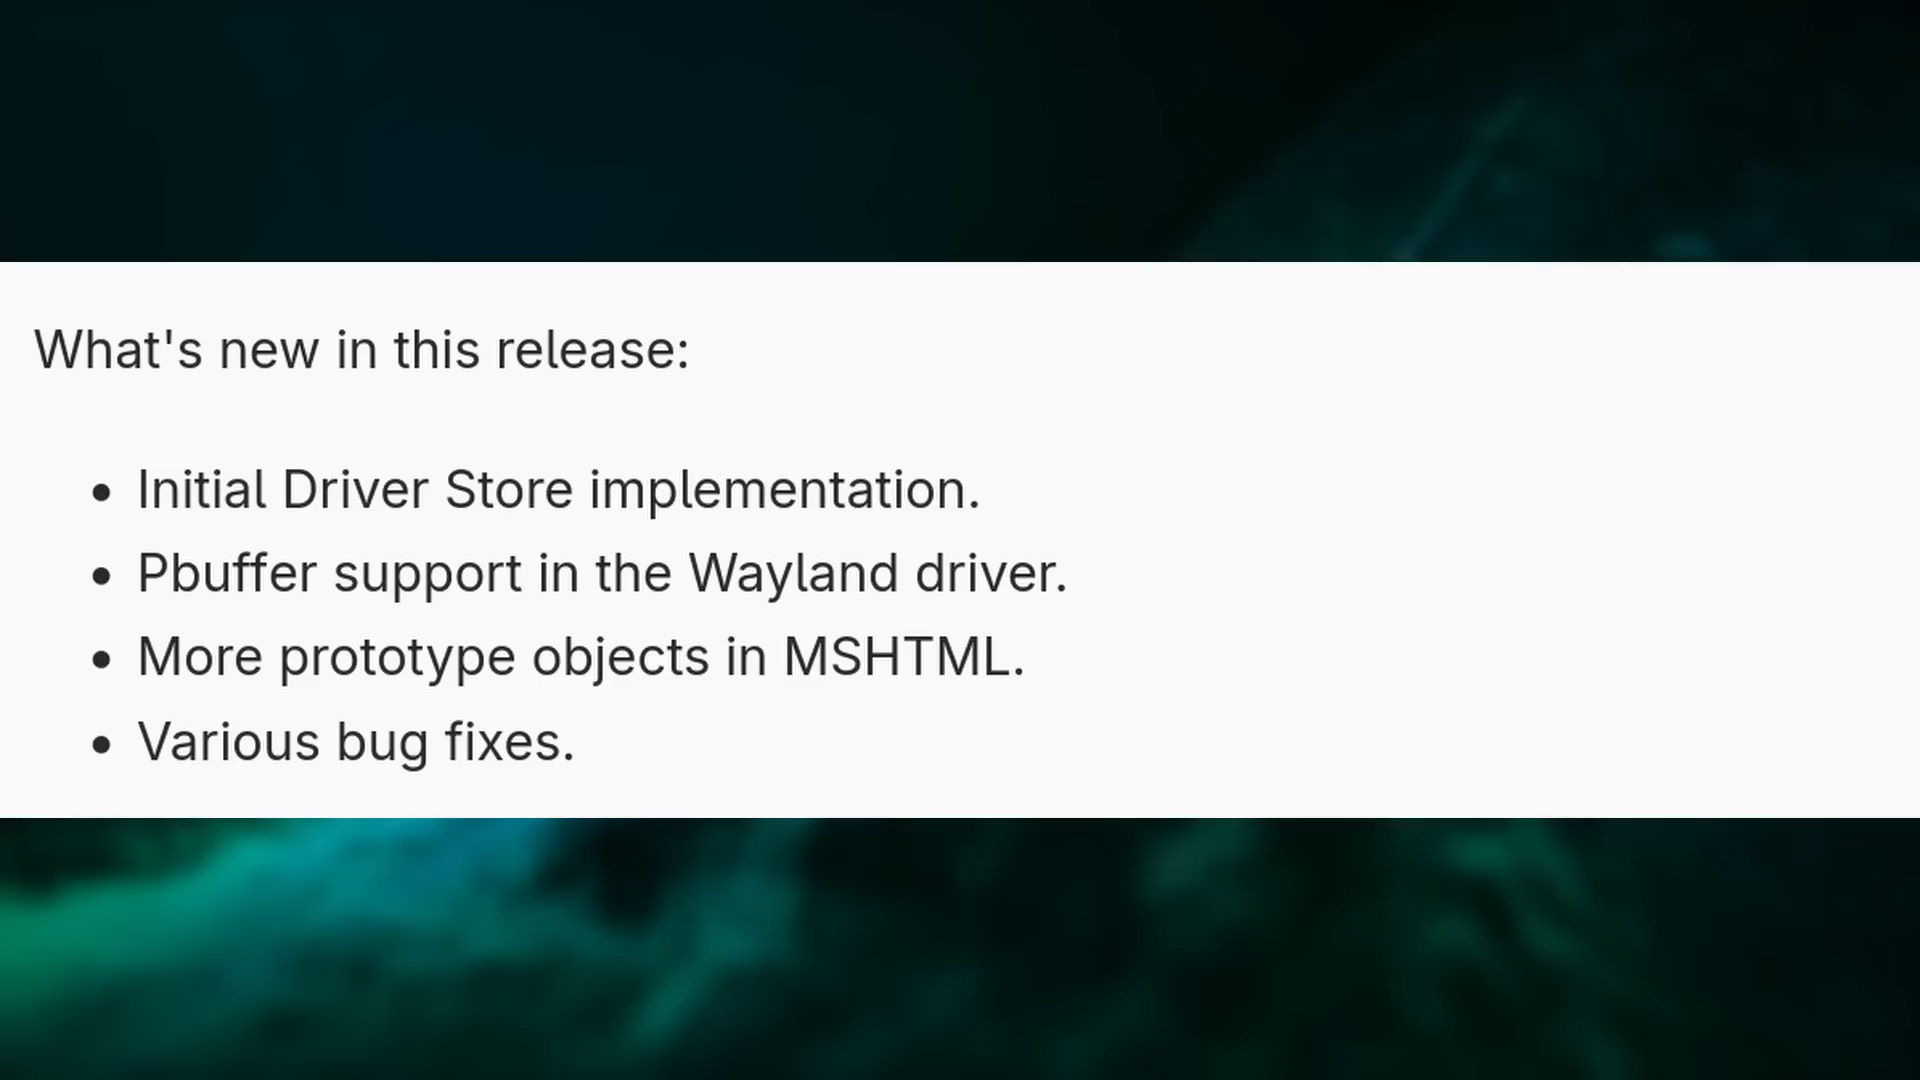 What's new in this release:
• Initial Driver Store implementation.
• Pbuffer support in the Wayland driver.
• More prototype objects in MSHTML.
• Various bug fixes.